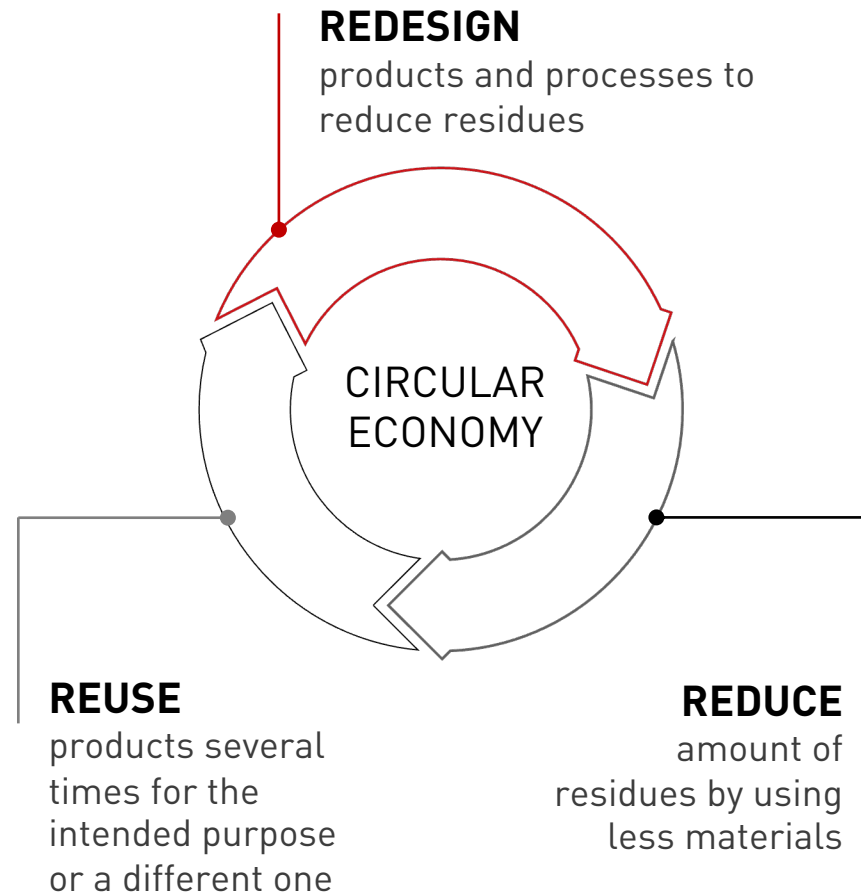 REDESIGN
products and processes to
reduce residues
CIRCULAR
ECONOMY
REUSE
products several
times for the
intended purpose
or a different one
REDUCE
amount of
residues by using
less materials